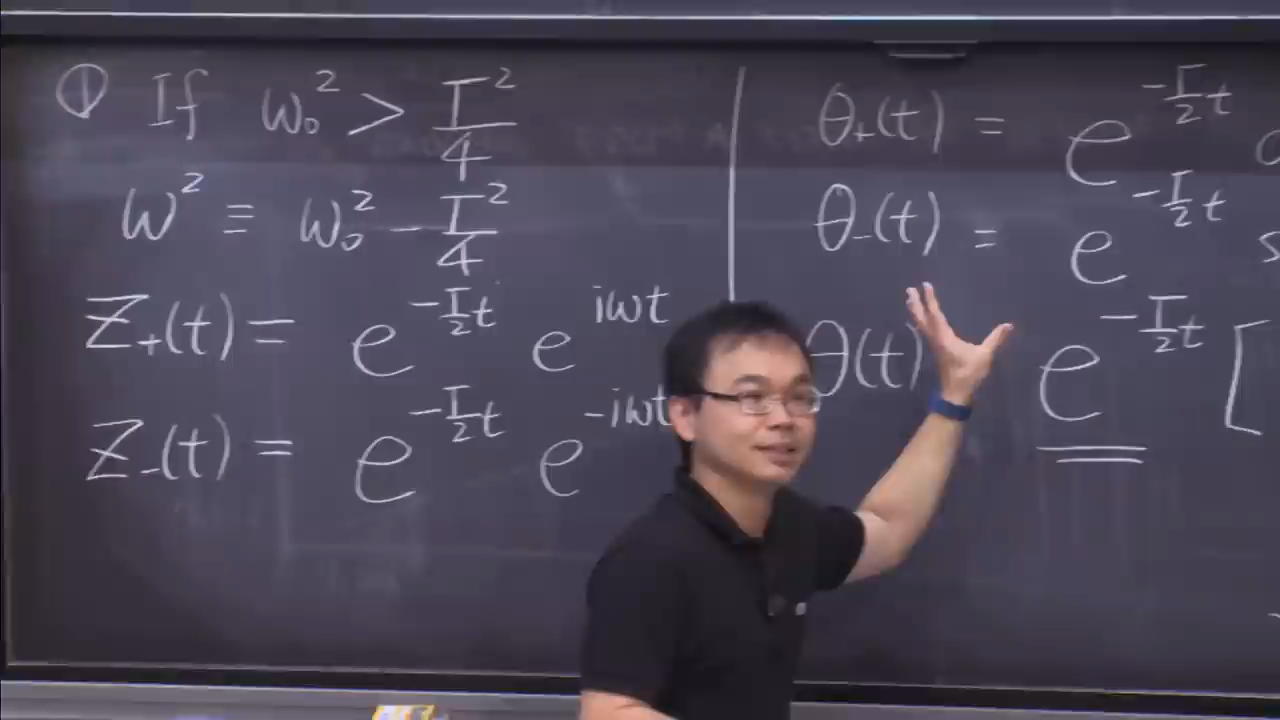 ① If ω₀² > Γ²/4
ω² ≡ ω₀² - Γ²/4
Z₊(t) = e^(-Γ/2 t) e^(iωt)
Z₋(t) = e^(-Γ/2 t) e^(-iωt)
θ₊(t) = e^(-Γ/2 t)
θ₋(t) = e^(-Γ/2 t) s
θ(t) e^(-Γ/2 t) [